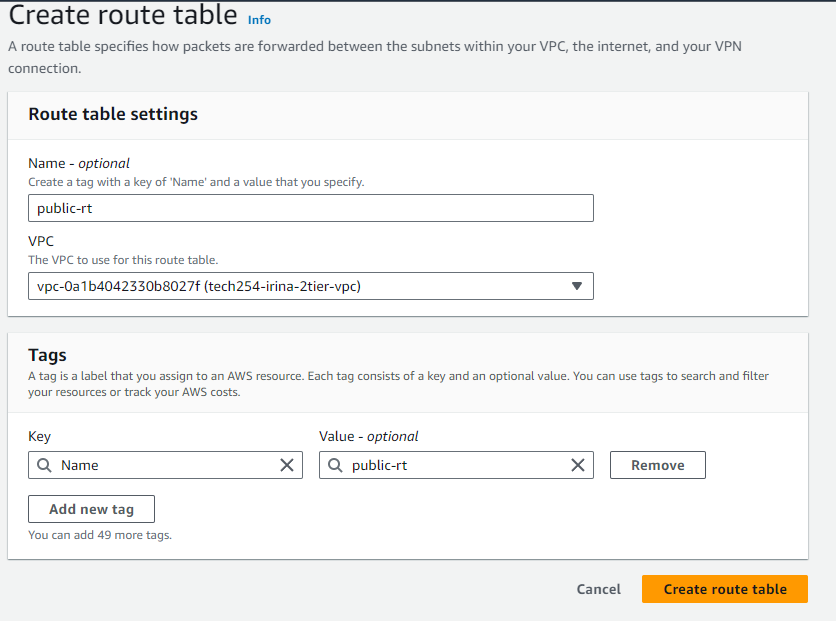 Create route table Info
A route table specifies how packets are forwarded between the subnets within your VPC, the internet, and your VPN
connection.
Route table settings
Name - optional
Create a tag with a key of 'Name' and a value that you specify.
public-rt
VPC
The VPC to use for this route table.
vpc-0a1b4042330b8027f (tech254-irina-2tier-vpc)
Tags
A tag is a label that you assign to an AWS resource. Each tag consists of a key and an optional value. You can use tags to search and filter
your resources or track your AWS costs.
Key
Value - optional
Name
public-rt
Remove
Add new tag
You can add 49 more tags.
Cancel
Create route table